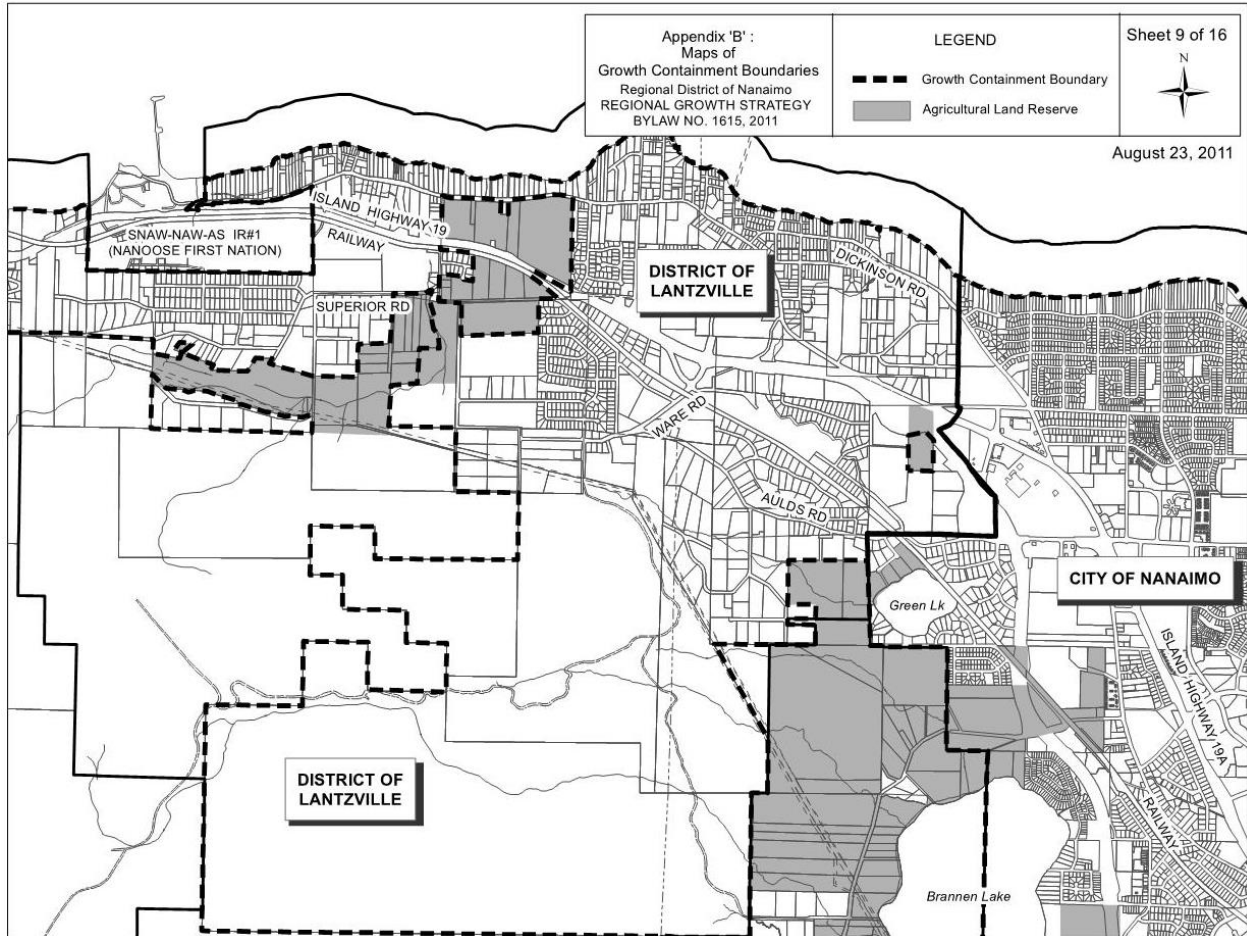 Appendix 'B' :
Maps of
Growth Containment Boundaries
Regional District of Nanaimo
REGIONAL GROWTH STRATEGY
BYLAW NO. 1615, 2011
LEGEND
Growth Containment Boundary
Agricultural Land Reserve
Sheet 9 of 16
N
August 23, 2011
ISLAND HIGHWAY 19
RAILWAY
SNAW-NAW-AS IR#1
(NANOOSE FIRST NATION)
SUPERIOR RD
DISTRICT OF
LANTZVILLE
DICKINSON RD
WARE RD
AULDS RD
CITY OF NANAIMO
Green Lk
ISLAND HIGHWAY 19A
RAILWAY
DISTRICT OF
LANTZVILLE
Brannen Lake